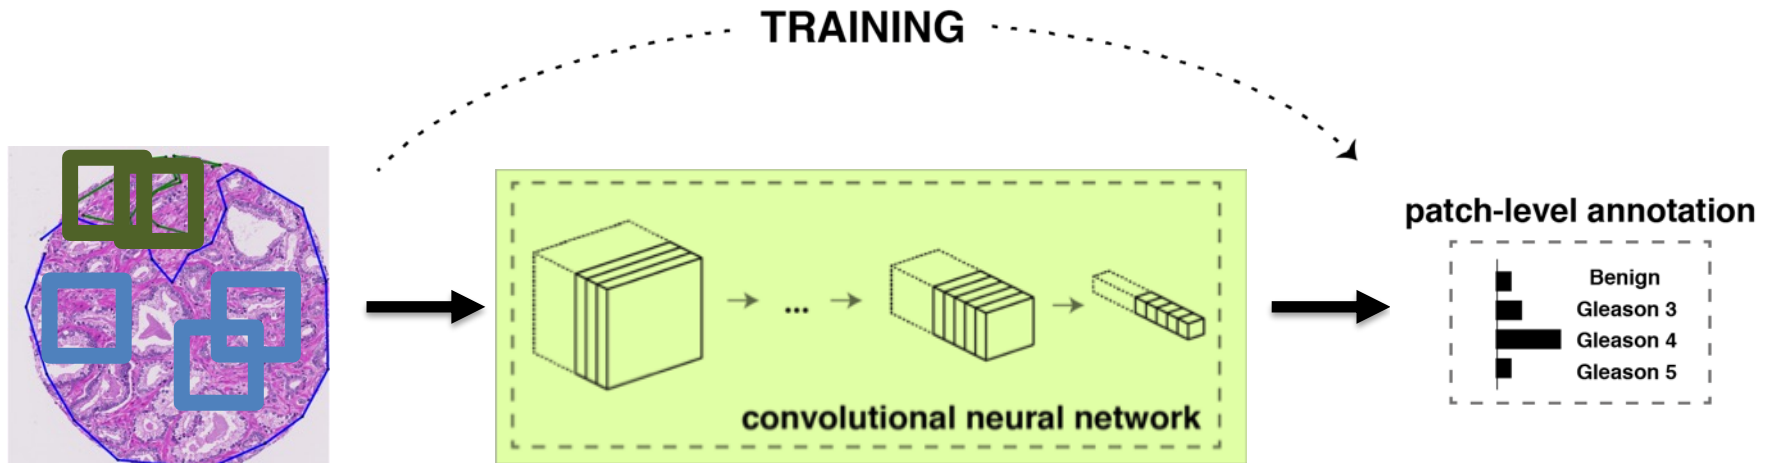 TRAINING
patch-level annotation
Benign
Gleason 3
Gleason 4
Gleason 5
...
convolutional neural network